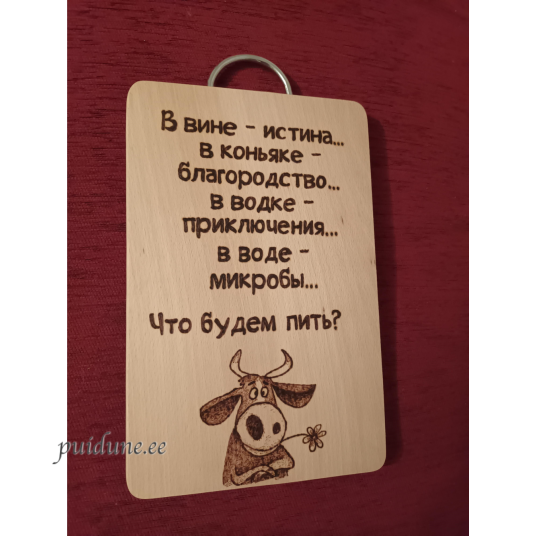 В вине - истина...
в коньяке -
благородство...
в водке -
приключения...
в воде -
микробы...
Что будем пить?
puidune.ee